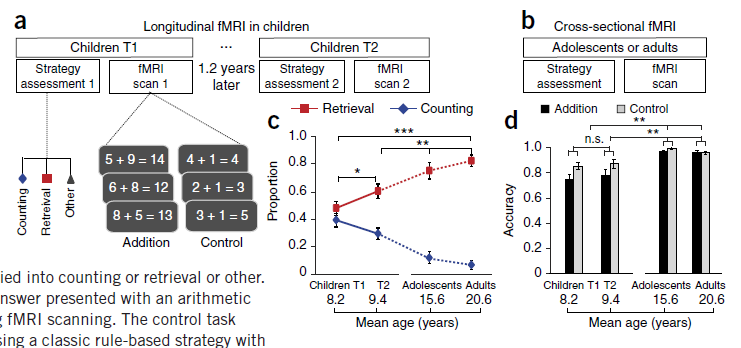 a
Longitudinal fMRI in children
Children T1
...
Children T2
Strategy assessment 1
fMRI scan 1
1.2 years later
Strategy assessment 2
fMRI scan 2
5 + 9 = 14
6 + 8 = 12
8 + 5 = 13
Addition
4 + 1 = 4
2 + 1 = 3
3 + 1 = 5
Control
Counting
Retreival
Other
b
Cross-sectional fMRI
Adolescents or adults
Strategy assessment
fMRI scan
c
Retrieval
Counting
Proportion
1.0
0.8
0.6
0.4
0.2
0
***
**
*
Children T1 T2 Adolescents Adults
8.2 9.4 15.6 20.6
Mean age (years)
d
Addition
Control
Accuracy
1.0
0.8
0.6
0.4
0.2
0
**
**
n.s.
Children T1 T2 Adolescents Adults
8.2 9.4 15.6 20.6
Mean age (years)
ied into counting or retrieval or other.
nswer presented with an arithmetic
g fMRI scanning. The control task
sing a classic rule-based strategy with